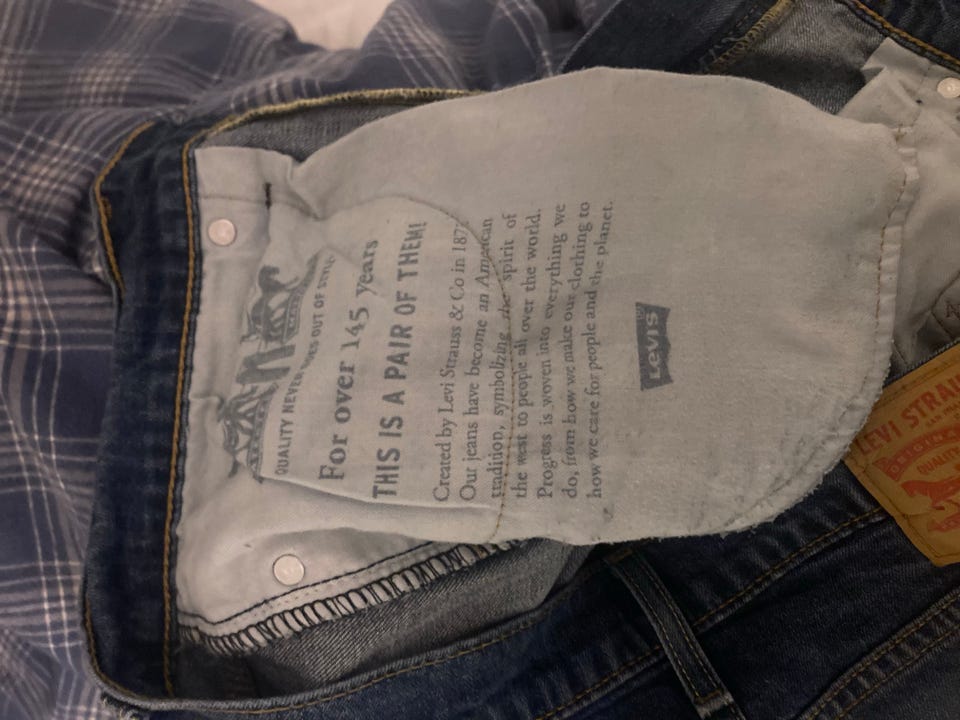 QUALITY NEVER GOES OUT OF STYLE
For over 145 years
THIS IS A PAIR OF THEM!
Created by Levi Strauss & Co in 1873
Our jeans have become an American
tradition, symbolizing the spirit of
the west to people all over the world.
Progress is woven into everything we
do, from how we make our clothing to
how we care for people and the planet.
Levi's
LEVI STRAU
ORIGINAL
QUALITY